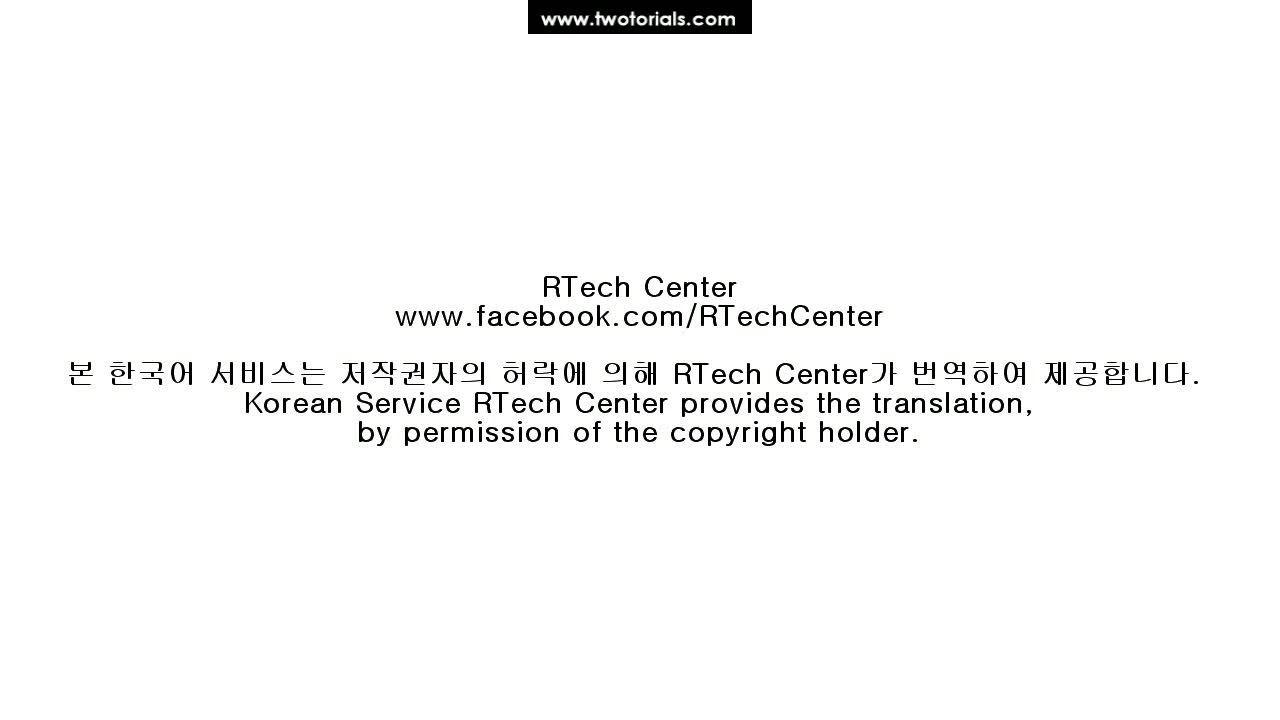 www.twotorials.com
RTech Center
www.facebook.com/RTechCenter
본 한국어 서비스는 저작권자의 허락에 의해 RTech Center가 번역하여 제공합니다.
Korean Service RTech Center provides the translation,
by permission of the copyright holder.